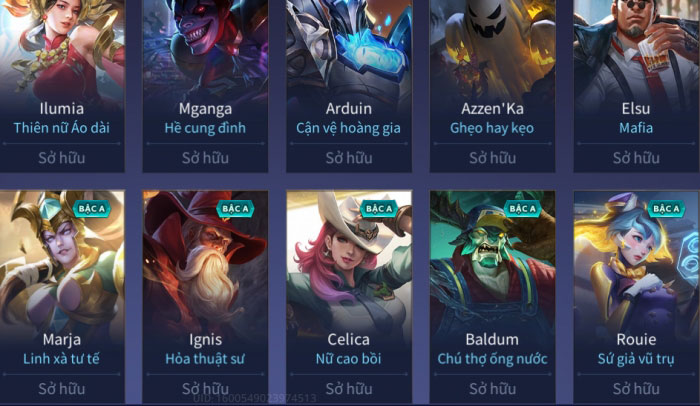 Ilumia
Thiên nữ Áo dài
Sở hữu
Mganga
Hề cung đình
Sở hữu
Arduin
Cận vệ hoàng gia
Sở hữu
Azzen'Ka
Ghẹo hay kẹo
Sở hữu
Elsu
Mafia
Sở hữu
BẬC A
Marja
Linh xà tư tế
Sở hữu
BẬC A
Ignis
Hỏa thuật sư
Sở hữu
BẬC A
Celica
Nữ cao bồi
Sở hữu
BẬC A
Baldum
Chú thợ ống nước
Sở hữu
BẬC A
Rouie
Sứ giả vũ trụ
Sở hữu
UID: 1600549023974513